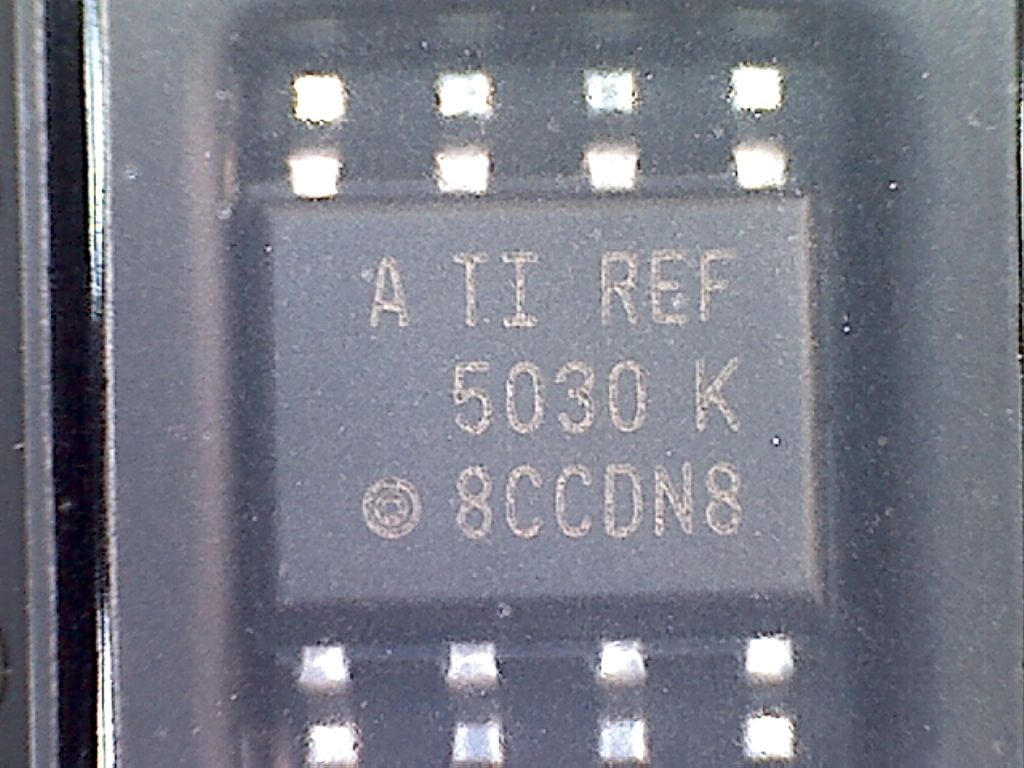 A TI REF
5030 K
8CCDN8